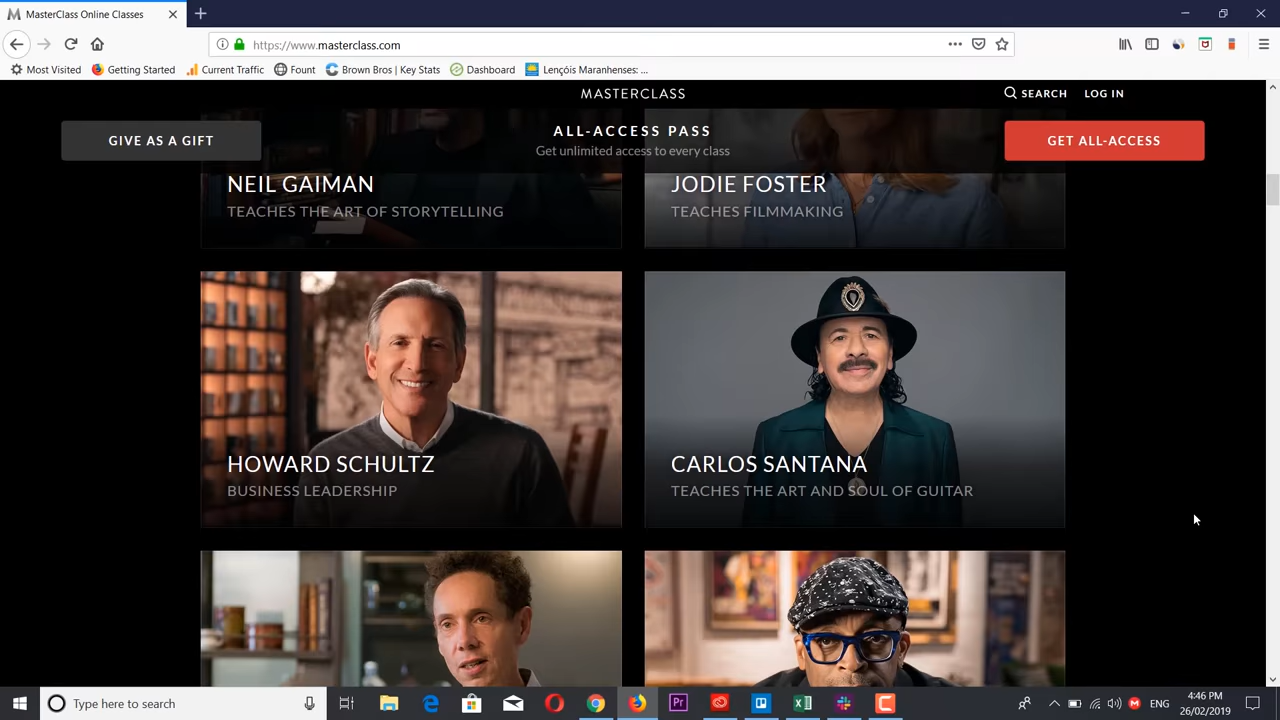 MasterClass Online Classes
https://www.masterclass.com
Most Visited
Getting Started
Current Traffic
Fount
Brown Bros | Key Stats
Dashboard
Lençóis Maranhenses: ...
MASTERCLASS
SEARCH
LOG IN
GIVE AS A GIFT
ALL-ACCESS PASS
Get unlimited access to every class
GET ALL-ACCESS
NEIL GAIMAN
TEACHES THE ART OF STORYTELLING
JODIE FOSTER
TEACHES FILMMAKING
HOWARD SCHULTZ
BUSINESS LEADERSHIP
CARLOS SANTANA
TEACHES THE ART AND SOUL OF GUITAR
Type here to search
Pr
ENG
4:46 PM
26/02/2019